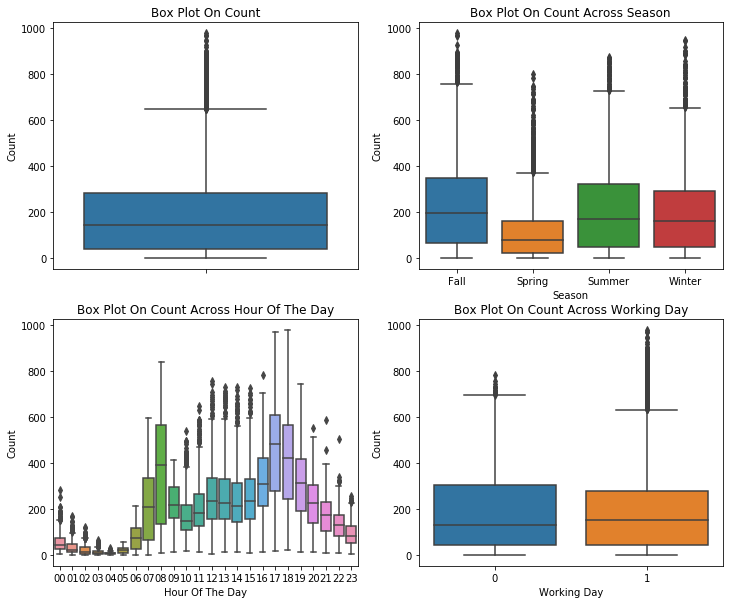 Box Plot On Count
1000
800
600
400
200
0
Count
Box Plot On Count Across Season
1000
800
600
400
200
0
Count
Fall Spring Summer Winter
Season
Box Plot On Count Across Hour Of The Day
1000
800
600
400
200
0
Count
00 01 02 03 04 05 06 07 08 09 10 11 12 13 14 15 16 17 18 19 20 21 22 23
Hour Of The Day
Box Plot On Count Across Working Day
1000
800
600
400
200
0
Count
0 1
Working Day